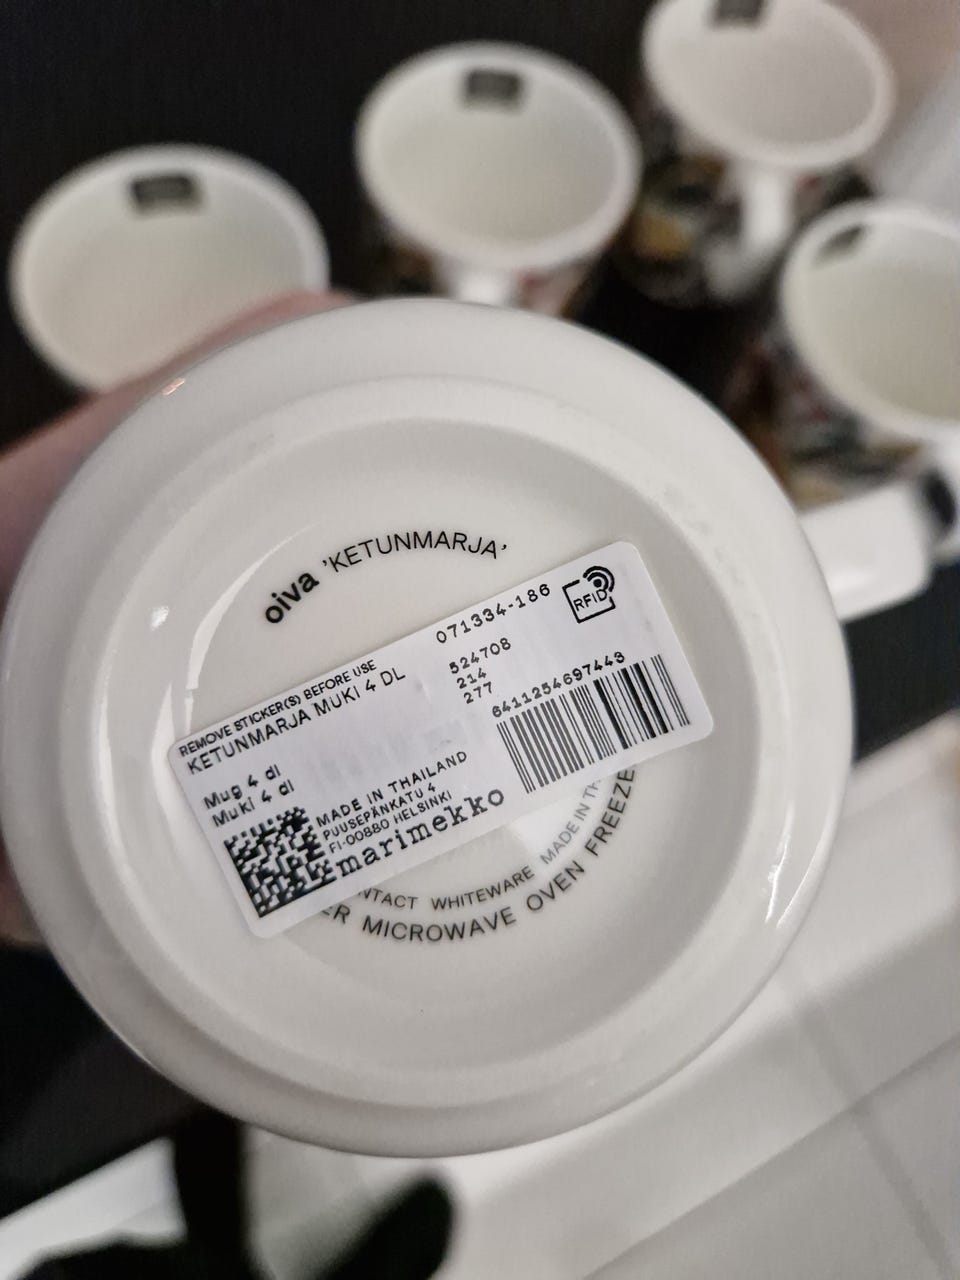 oiva 'KETUNMARJA'
REMOVE STICKER(S) BEFORE USE
KETUNMARJA MUKI 4 DL
071334-186
524708
214
277
RFID
6411254697443
Mug 4 dl
Muki 4 dl
MADE IN THAILAND
PUUSEPÄNKATU 4
FI-00880 HELSINKI
marimekko
WHITEWARE MADE IN
MICROWAVE OVEN